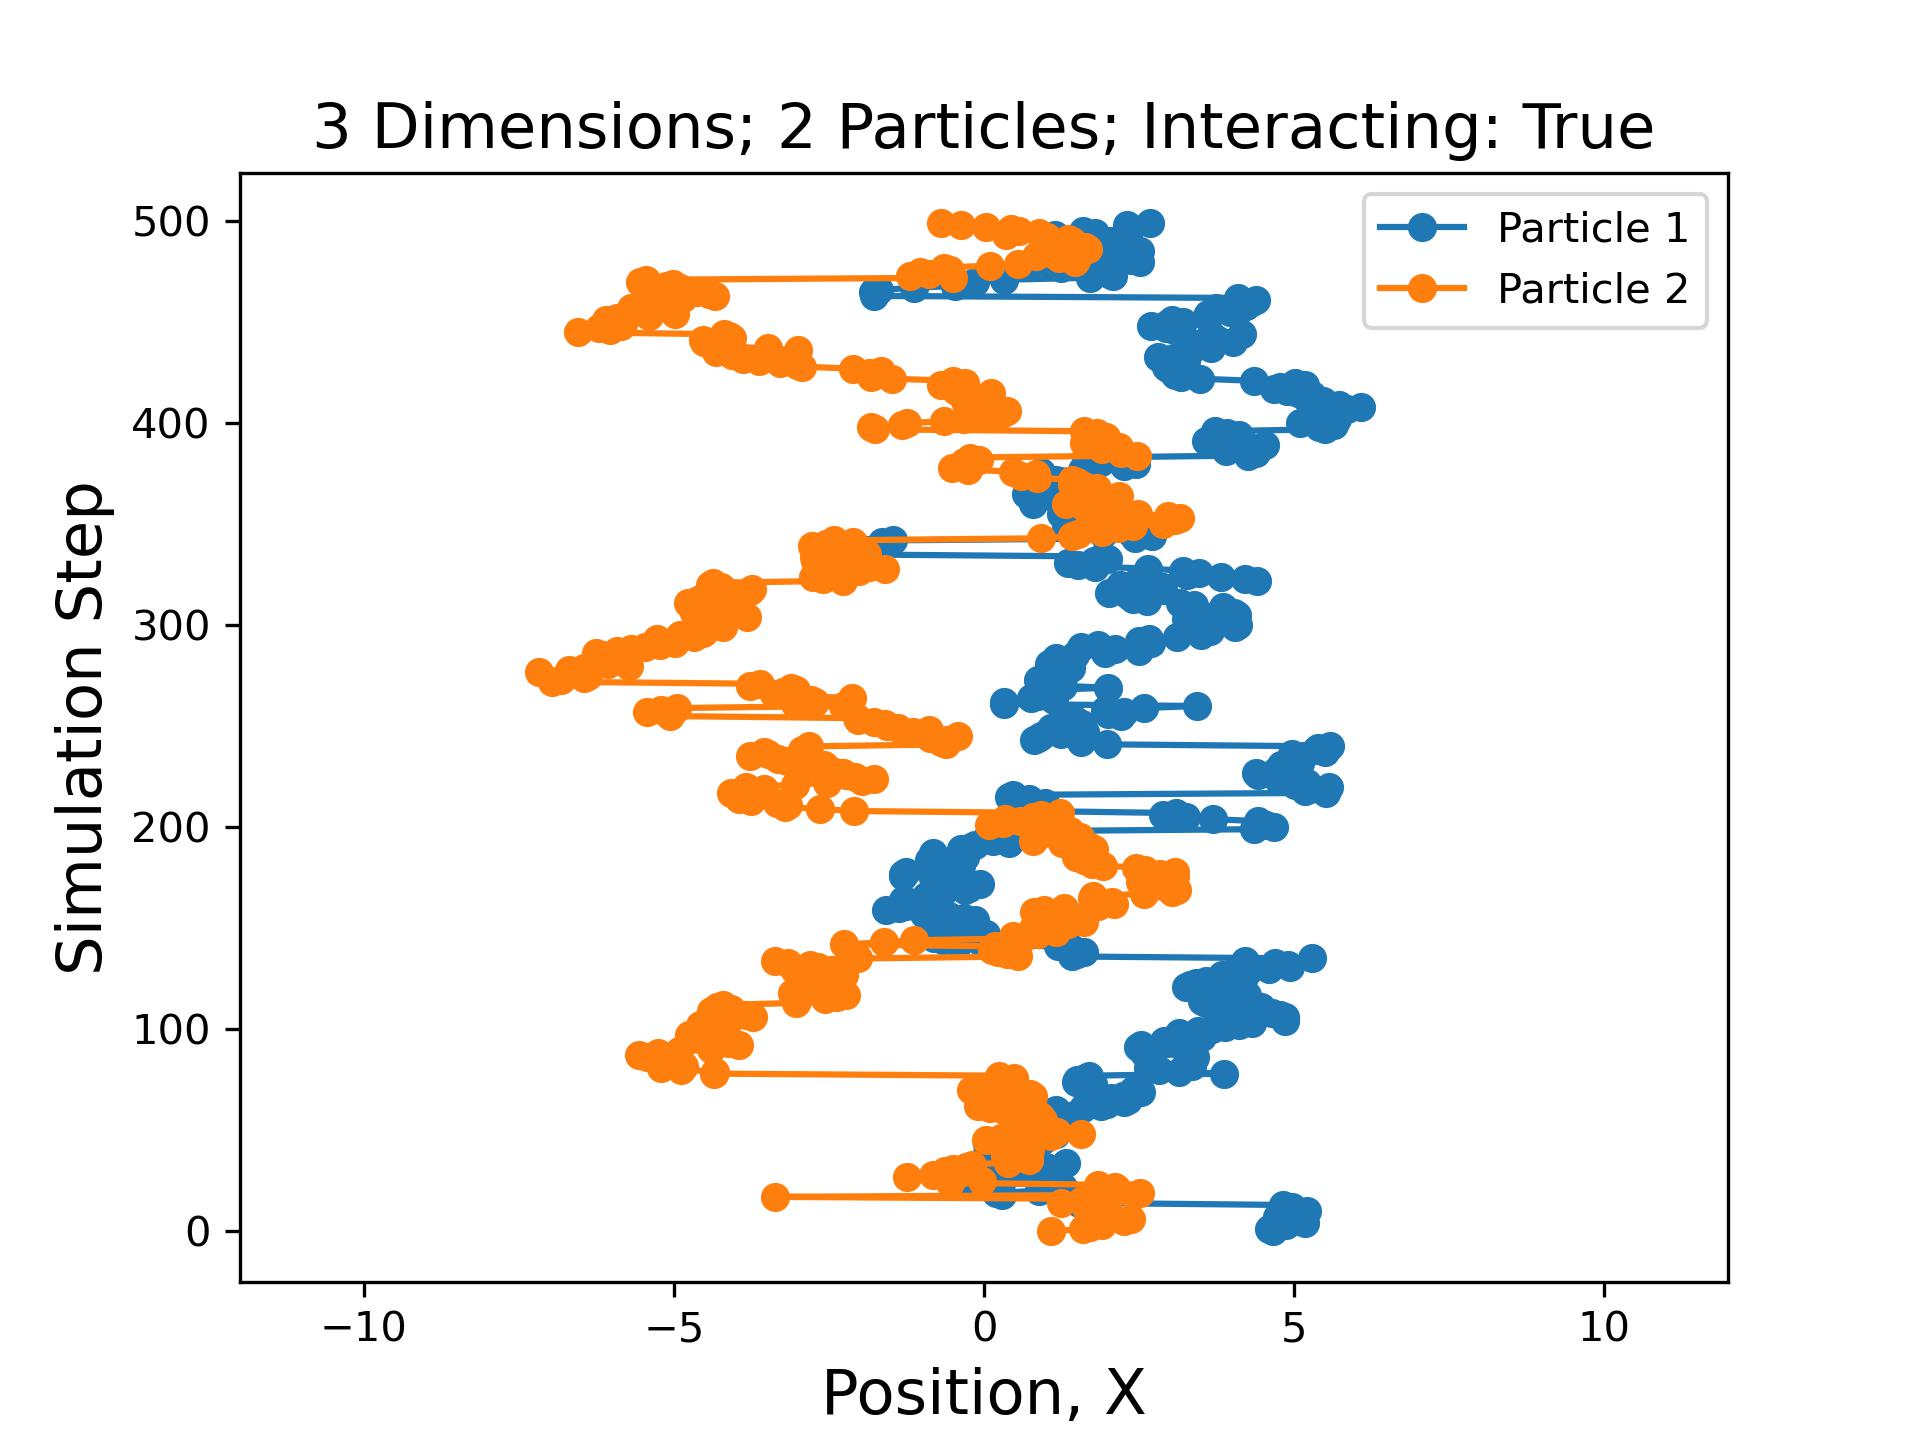 3 Dimensions; 2 Particles; Interacting: True
Particle 1
Particle 2
500
400
300
200
100
0
Simulation Step
−10
−5
0
5
10
Position, X